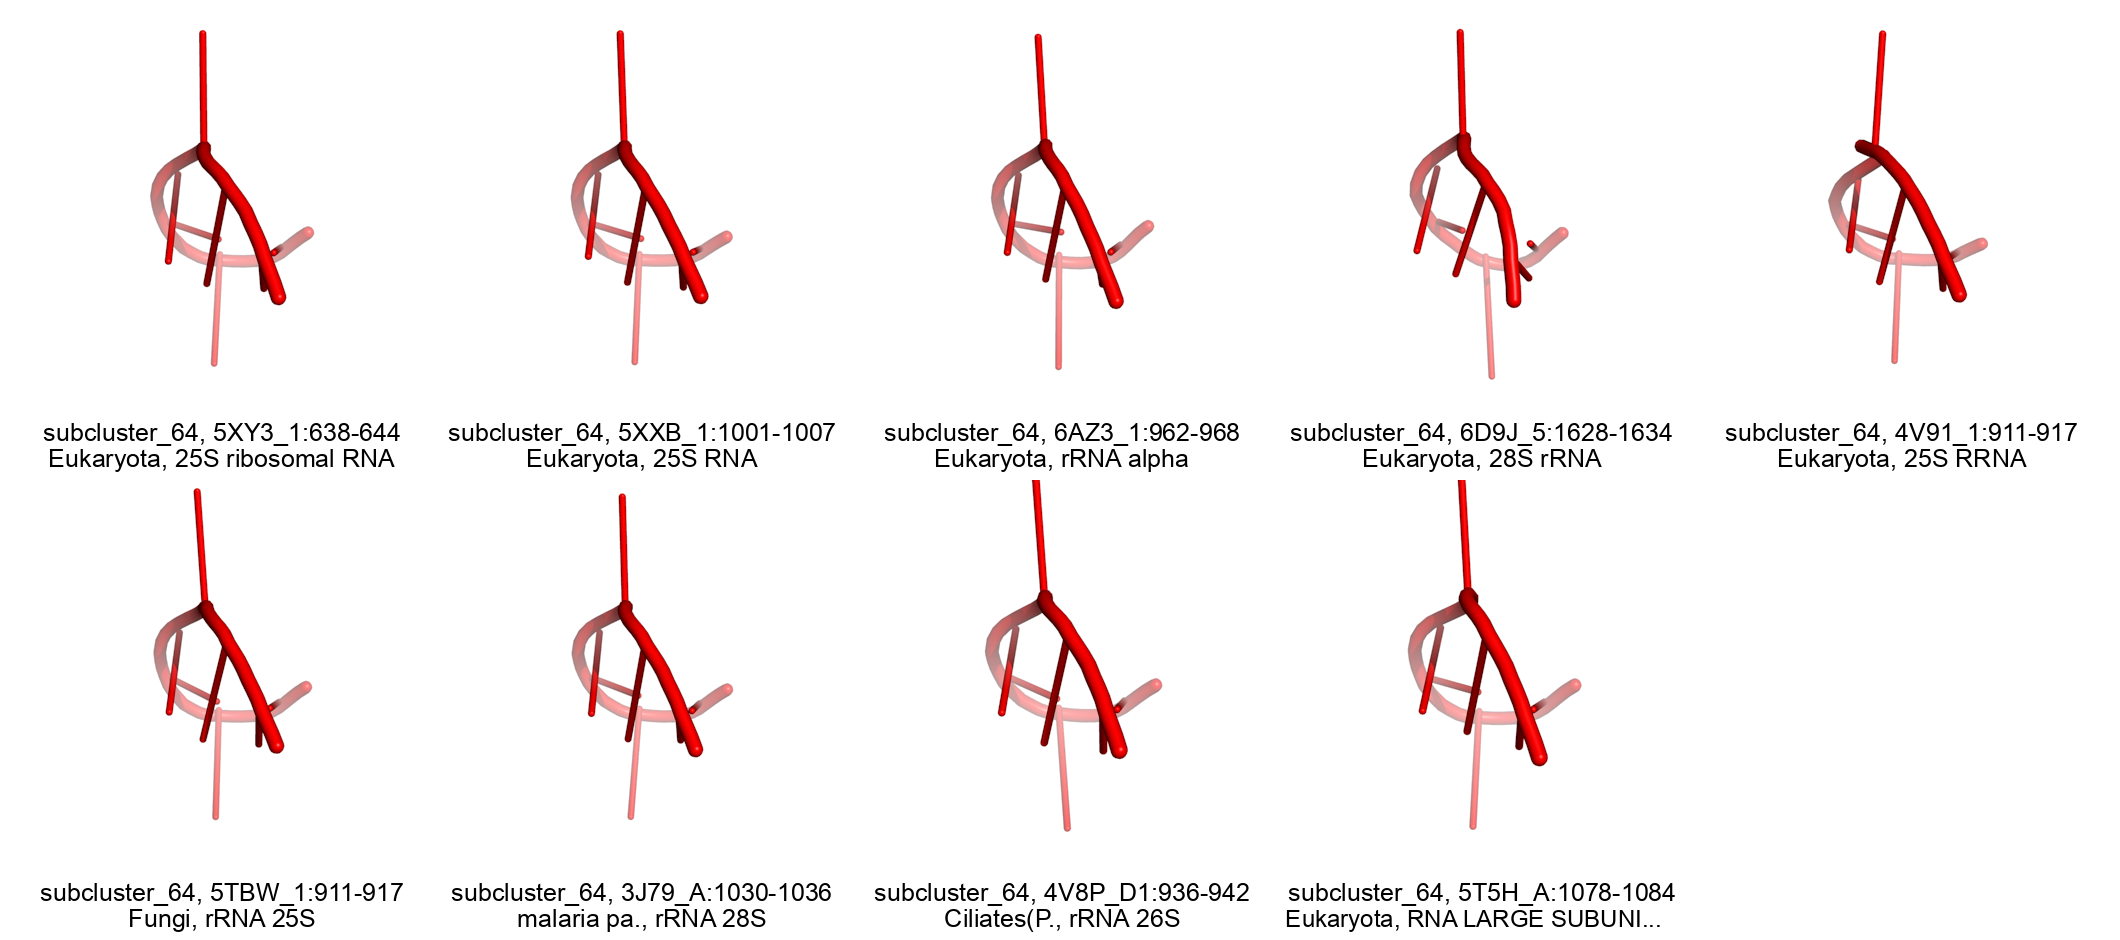 subcluster_64, 5XY3_1:638-644
Eukaryota, 25S ribosomal RNA
subcluster_64, 5XXB_1:1001-1007
Eukaryota, 25S RNA
subcluster_64, 6AZ3_1:962-968
Eukaryota, rRNA alpha
subcluster_64, 6D9J_5:1628-1634
Eukaryota, 28S rRNA
subcluster_64, 4V91_1:911-917
Eukaryota, 25S RRNA
subcluster_64, 5TBW_1:911-917
Fungi, rRNA 25S
subcluster_64, 3J79_A:1030-1036
malaria pa., rRNA 28S
subcluster_64, 4V8P_D1:936-942
Ciliates(P., rRNA 26S
subcluster_64, 5T5H_A:1078-1084
Eukaryota, RNA LARGE SUBUNI...